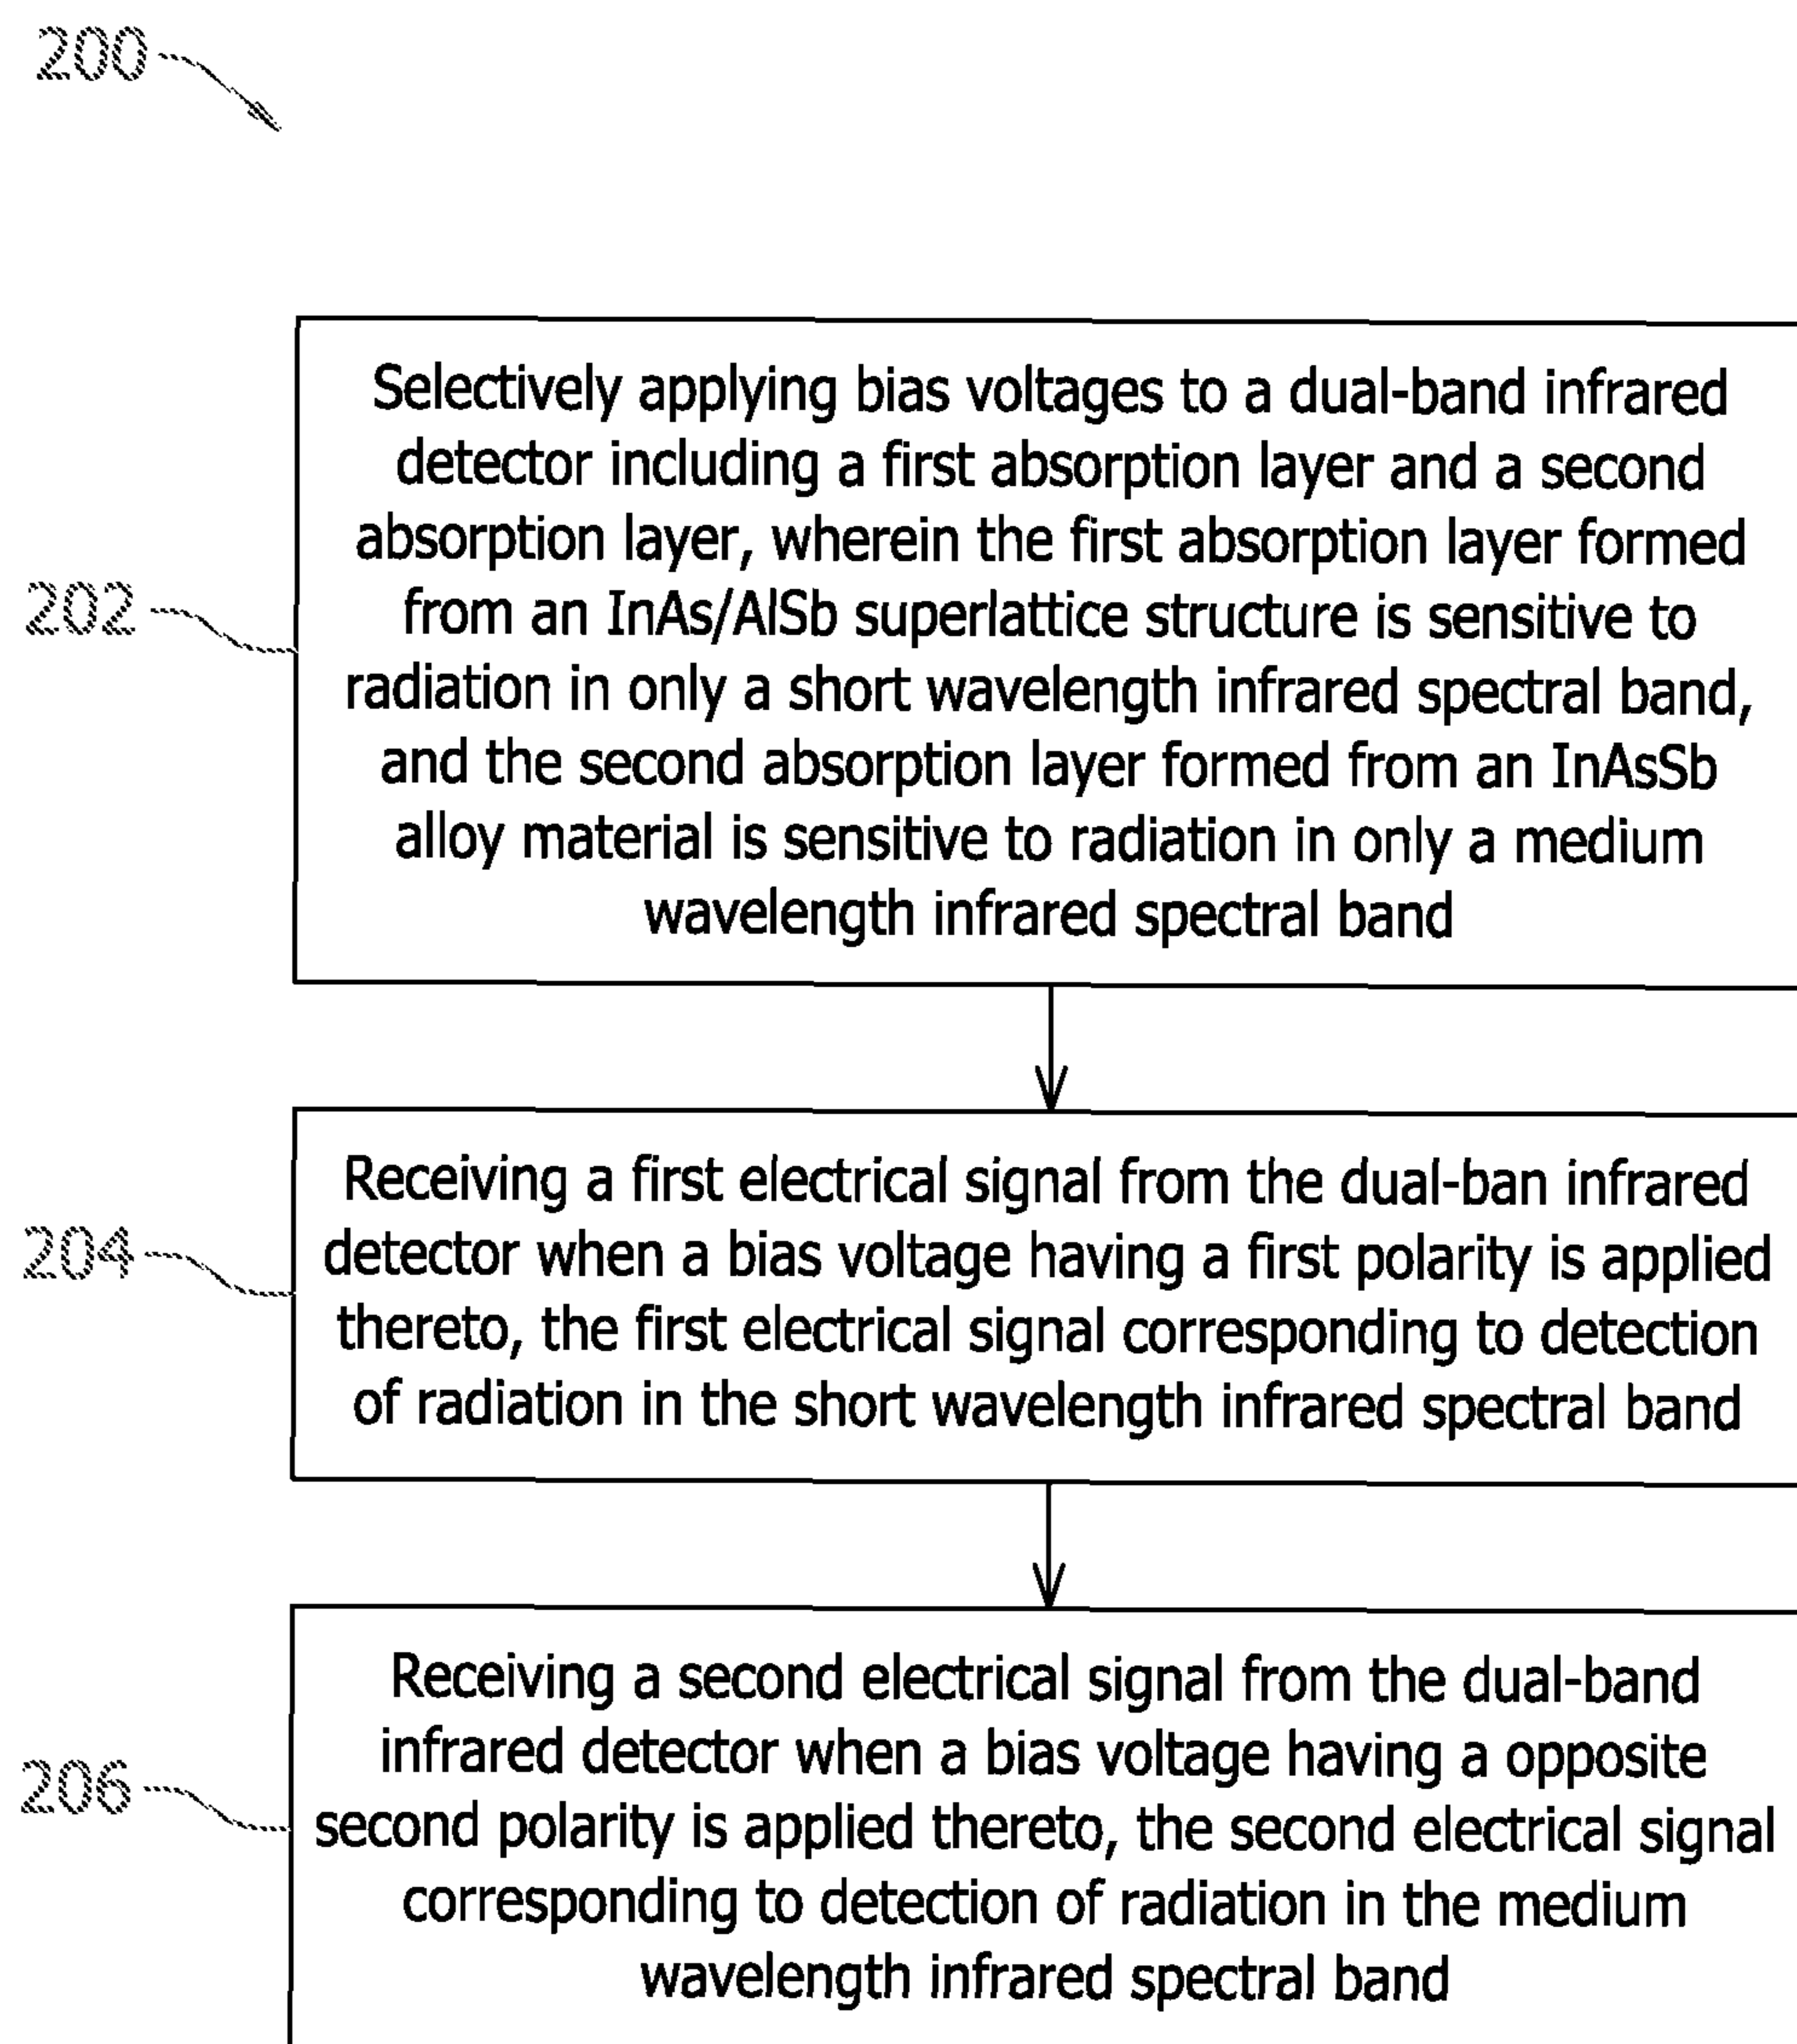 200
Selectively applying bias voltages to a dual-band infrared
detector including a first absorption layer and a second
absorption layer, wherein the first absorption layer formed
202
from an InAs/AlSb superlattice structure is sensitive to
radiation in only a short wavelength infrared spectral band,
and the second absorption layer formed from an InAsSb
alloy material is sensitive to radiation in only a medium
wavelength infrared spectral band
Receiving a first electrical signal from the dual-ban infrared
204
detector when a bias voltage having a first polarity is applied
thereto, the first electrical signal corresponding to detection
of radiation in the short wavelength infrared spectral band
Receiving a second electrical signal from the dual-band
infrared detector when a bias voltage having a opposite
206
second polarity is applied thereto, the second electrical signal
corresponding to detection of radiation in the medium
wavelength infrared spectral band